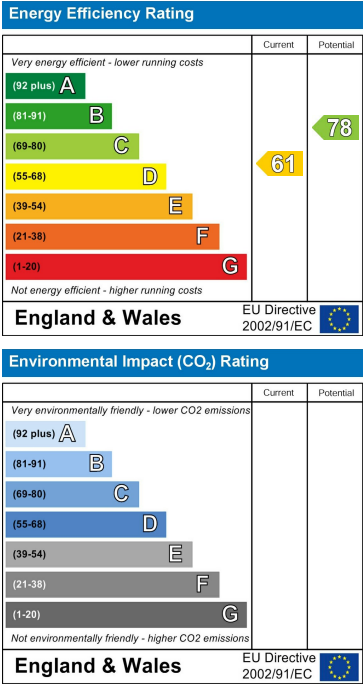 Energy Efficiency Rating
Current Potential
Very energy efficient - lower running costs
(92 plus) A
(81-91) B
(69-80) C
(55-68) D
(39-54) E
(21-38) F
(1-20) G
61
78
Not energy efficient - higher running costs
England & Wales
EU Directive
2002/91/EC
Environmental Impact (CO₂) Rating
Current Potential
Very environmentally friendly - lower CO2 emissions
(92 plus) A
(81-91) B
(69-80) C
(55-68) D
(39-54) E
(21-38) F
(1-20) G
Not environmentally friendly - higher CO2 emissions
England & Wales
EU Directive
2002/91/EC